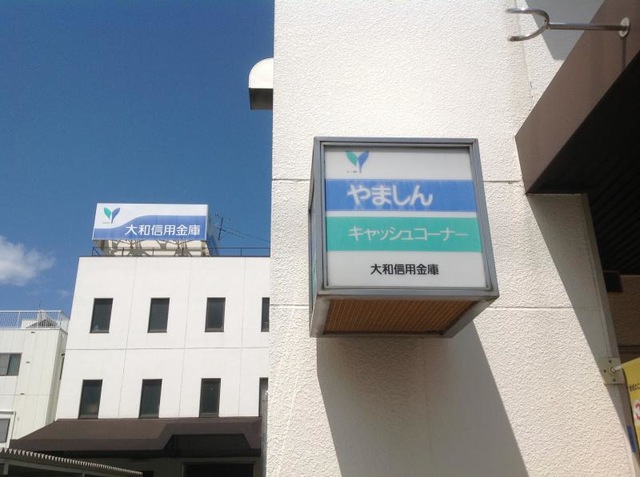 大和信用金庫
やましん
キャッシュコーナー
大和信用金庫